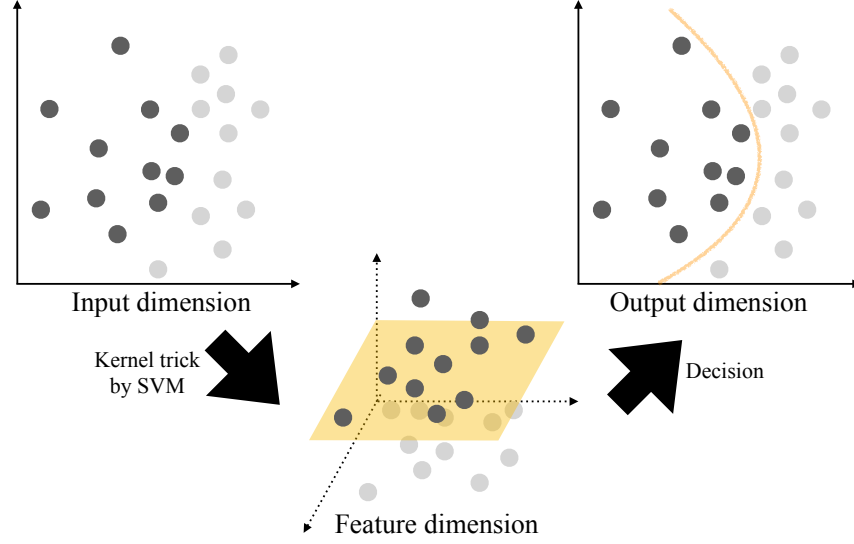 Input dimension
Output dimension
Kernel trick
by SVM
Decision
Feature dimension